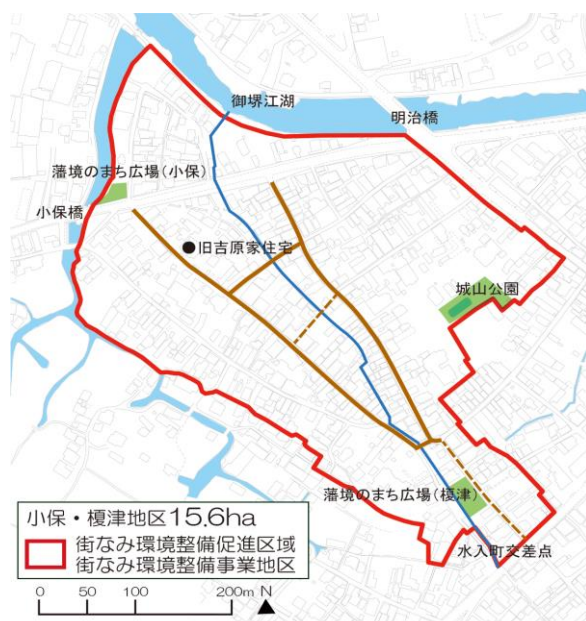 御堺江湖
明治橋
藩境のまち広場(小保)
小保橋
●旧吉原家住宅
城山公園
藩境のまち広場(榎津)
水入町交差点
小保・榎津地区15.6ha
街なみ環境整備促進区域
街なみ環境整備事業地区
0 50 100 200m N